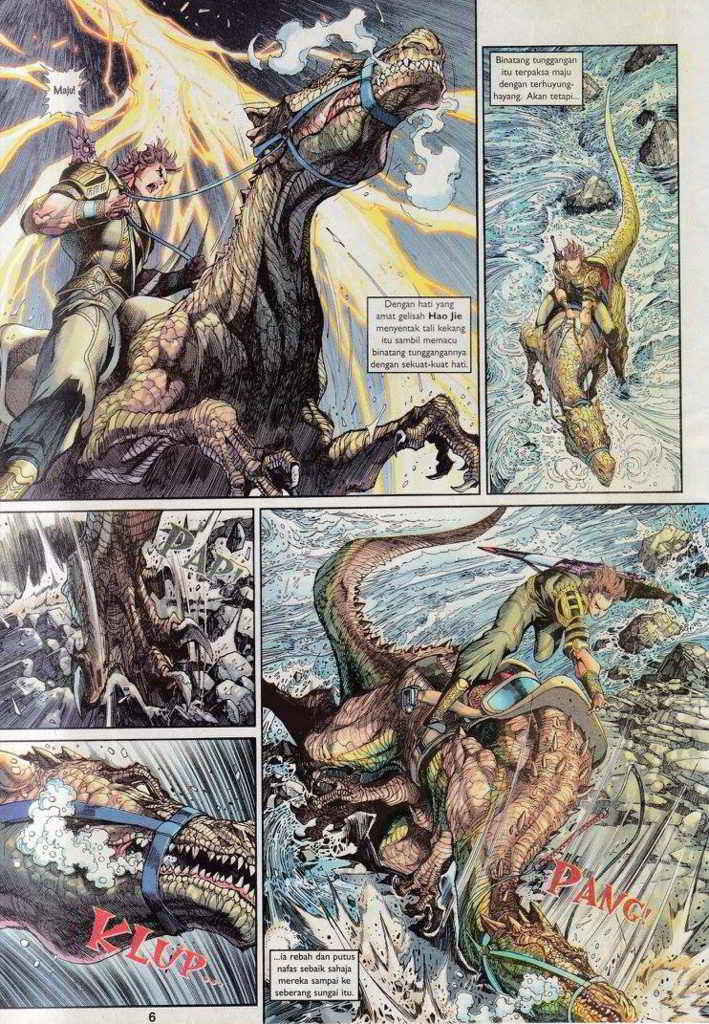 Maju!
Dengan hati yang
amat gelisah Hao Jie
menyentak tali kekang
itu sambil memacu
binatang tunggangannya
dengan sekuat-kuat hati.
Binatang tunggangan
itu terpaksa maju
dengan terhuyung-
hayang. Akan tetapi...
PAP!
KLUP...
PANG!
...ia rebah dan putus
nafas sebaik sahaja
mereka sampai ke
seberang sungai itu.
6